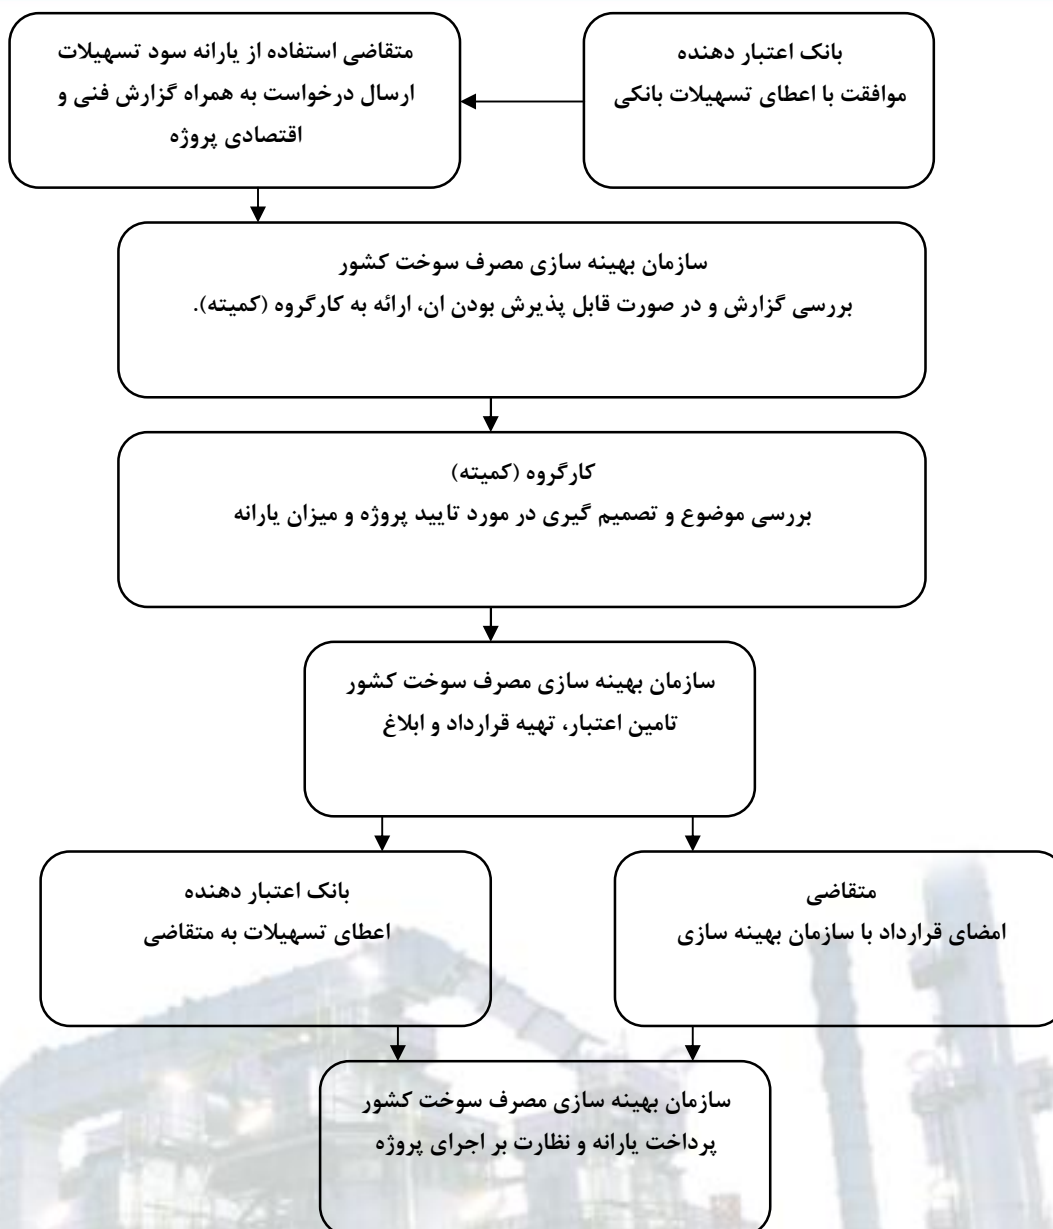 بانک اعتبار دهنده
موافقت با اعطای تسهیلات بانکی
متقاضی استفاده از یارانه سود تسهیلات
ارسال درخواست به همراه گزارش فنی و
اقتصادی پروژه
سازمان بهینه سازی مصرف سوخت کشور
بررسی گزارش و در صورت قابل پذیرش بودن ان، ارائه به کارگروه (کمیته).
کارگروه (کمیته)
بررسی موضوع و تصمیم گیری در مورد تایید پروژه و میزان یارانه
سازمان بهینه سازی مصرف سوخت کشور
تامین اعتبار، تهیه قرارداد و ابلاغ
متقاضی
امضای قرارداد با سازمان بهینه سازی
بانک اعتبار دهنده
اعطای تسهیلات به متقاضی
سازمان بهینه سازی مصرف سوخت کشور
پرداخت یارانه و نظارت بر اجرای پروژه